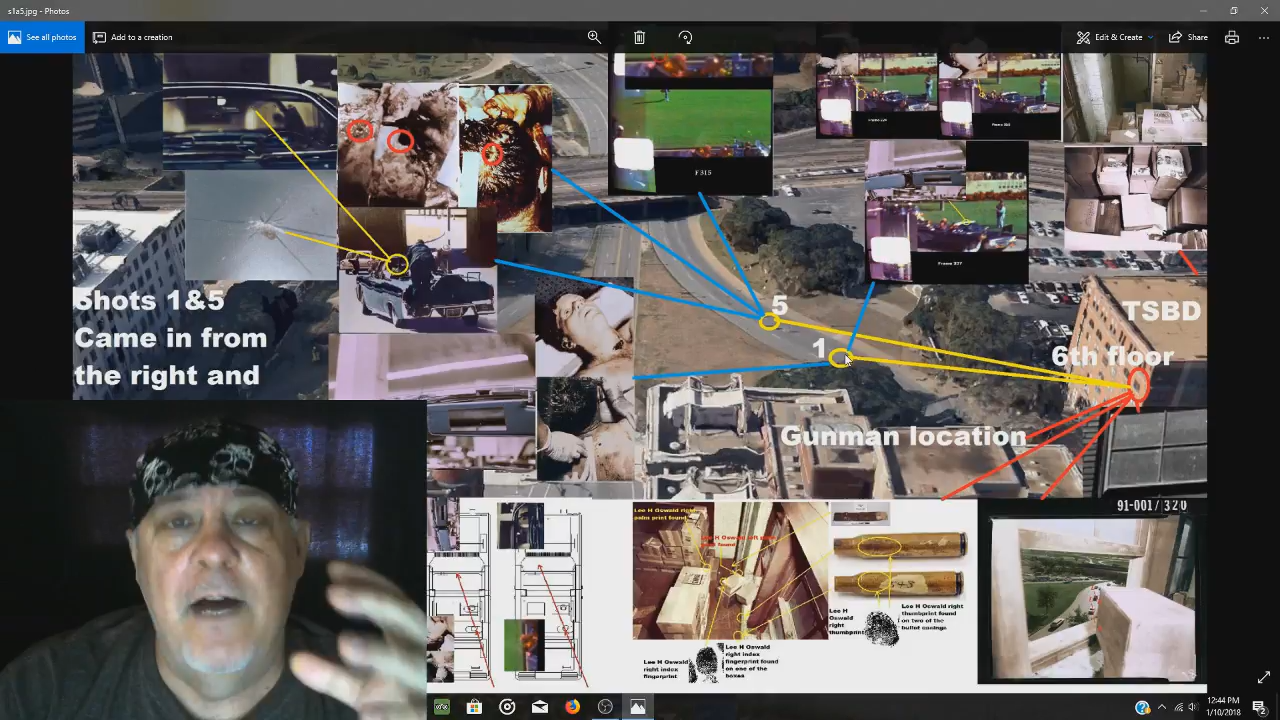 s1a5.jpg - Photos
See all photos
Add to a creation
Edit & Create
Share
F315
Frame 327
TSBD
6th floor
5
1
Shots 1&5
Came in from
the right and
Gunman location
91-001/320
Lee H Oswald right
palm print found
Lee H
Oswald
right
thumbprint
Lee H Oswald right
thumbprint found
on two of the
bullet casings
Lee H Oswald
right index
fingerprint
Lee H Oswald
right index
fingerprint found
on one of the
boxes
12:44 PM
1/10/2018